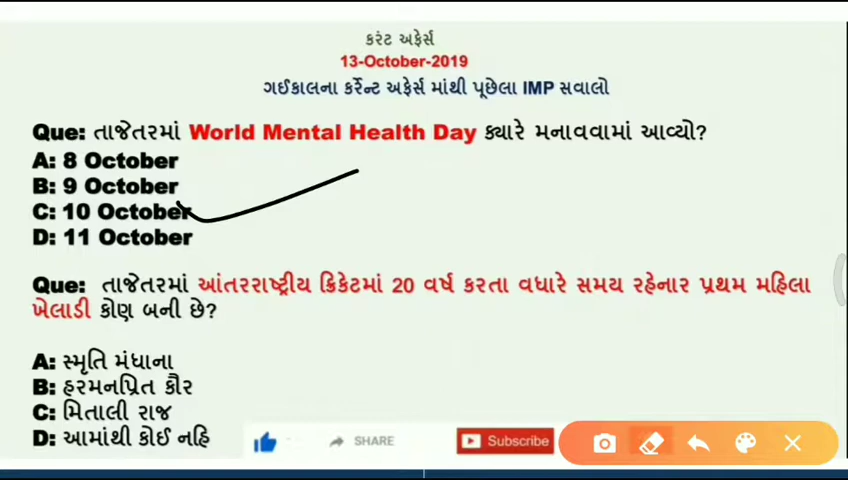 કરંટ અફેર્સ
13-October-2019
ગઈકાલના કર્રેન્ટ અફેર્સ માંથી પૂછેલા IMP સવાલો
Que: તાજેતરમાં World Mental Health Day ક્યારે મનાવવામાં આવ્યો?
A: 8 October
B: 9 October
C: 10 October
D: 11 October
Que: તાજેતરમાં આંતરરાષ્ટ્રીય ક્રિકેટમાં 20 વર્ષ કરતા વધારે સમય રહેનાર પ્રથમ મહિલા
ખેલાડી કોણ બની છે?
A: સ્મૃતિ મંધાના
B: હરમનપ્રિત કૌર
C: મિતાલી રાજ
D: આમાંથી કોઈ નહિ
SHARE
Subscribe